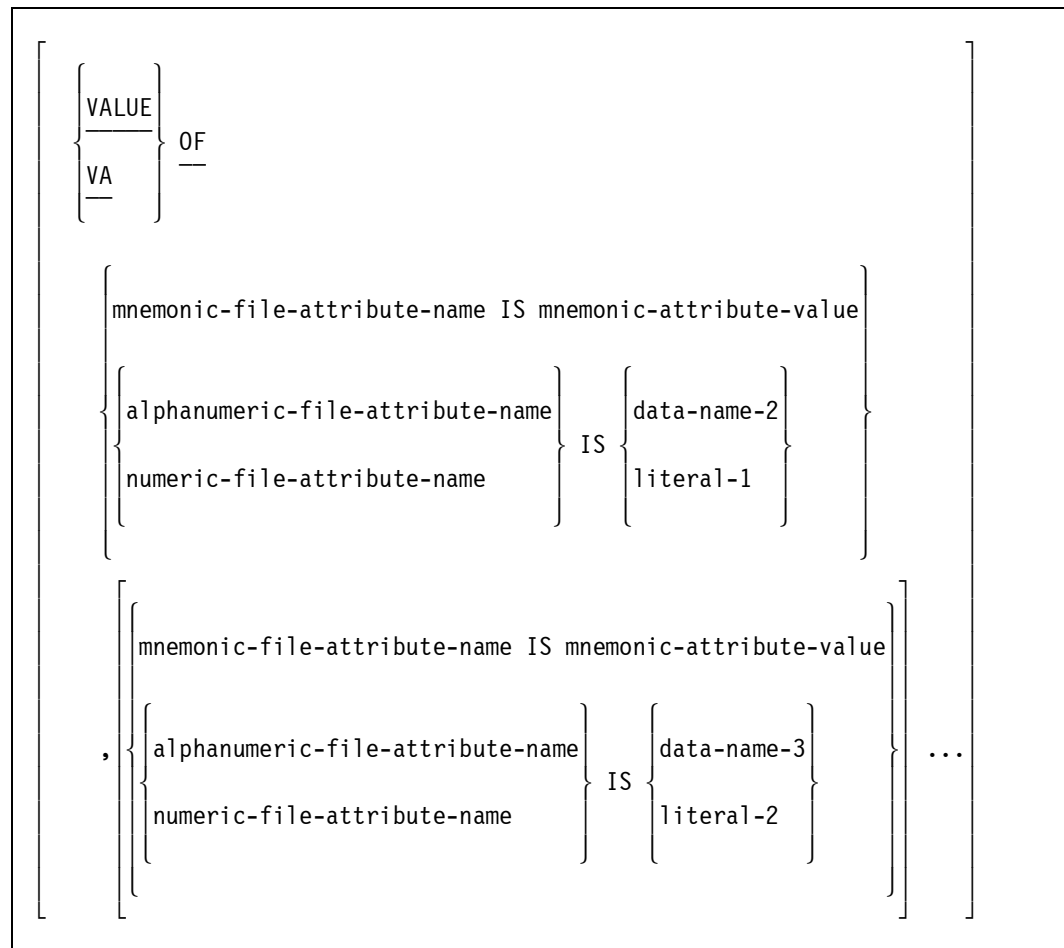 VALUE
OF
VA
mnemonic-file-attribute-name IS mnemonic-attribute-value
alphanumeric-file-attribute-name data-name-2
IS
numeric-file-attribute-name literal-1
mnemonic-file-attribute-name IS mnemonic-attribute-value
, alphanumeric-file-attribute-name data-name-3 ...
IS
numeric-file-attribute-name literal-2